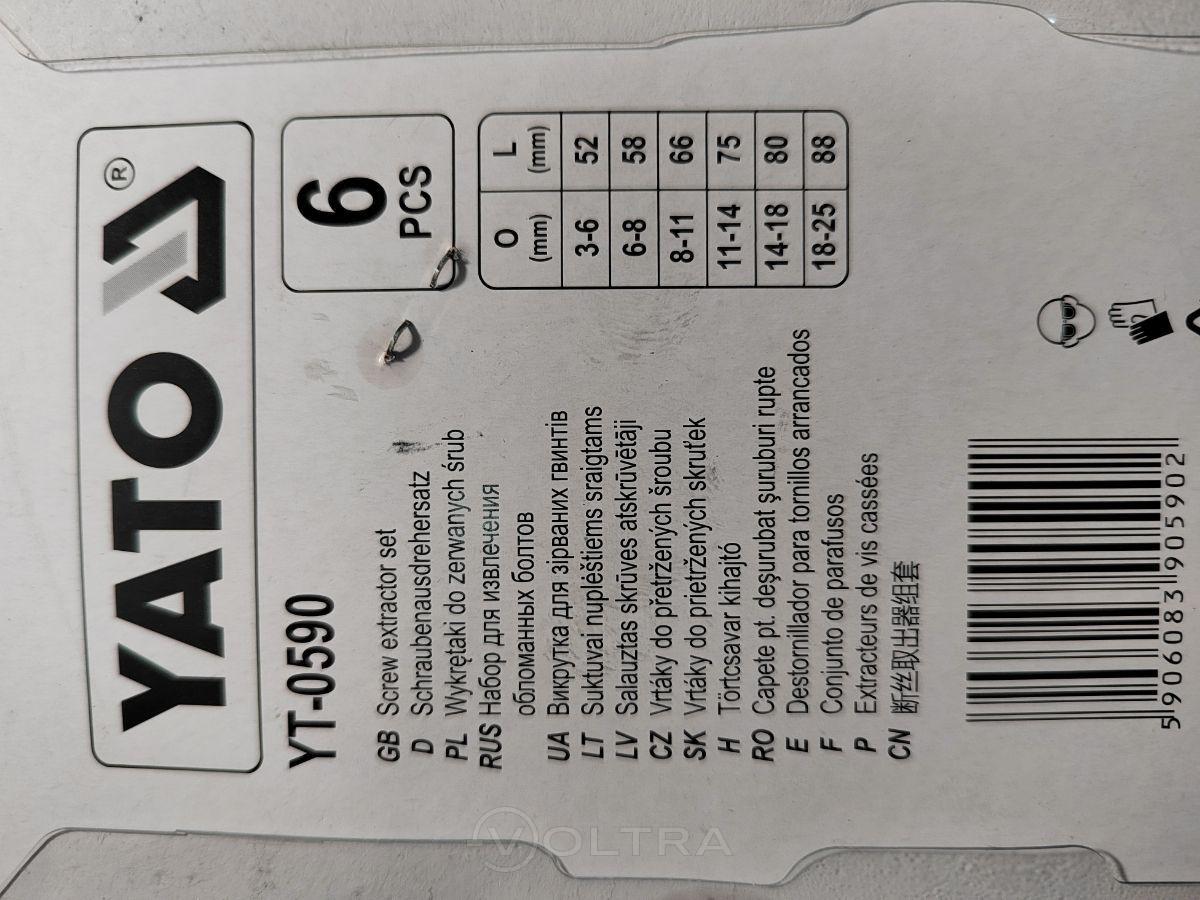 YATO ®
YT-0590
6
PCS
GB Screw extractor set
D Schraubenauschrehersatz
PL Wykrętaki do zerwanych śrub
RUS Набор для извлечения
обломанных болтов
UA Викрутка для зірваних гвинтів
LT Suktuvai nuplėštiems sraigtams
LV Salauztas skrūves atskrūvētāji
CZ Vrtáky do přetržených šroubu
SK Vrtáky do prietržených skruťek
H Törtcsavar kihajtó
RO Capete pt. deşurubat şuruburi rupte
E Destornillador para tornillos arrancados
F Conjunto de parafusos
P Extracteurs de vis cassées
CN 断丝取出器组套
O L
(mm) (mm)
3-6 52
6-8 58
8-11 66
11-14 75
14-18 80
18-25 88
5 906083 905902
VOLTRA